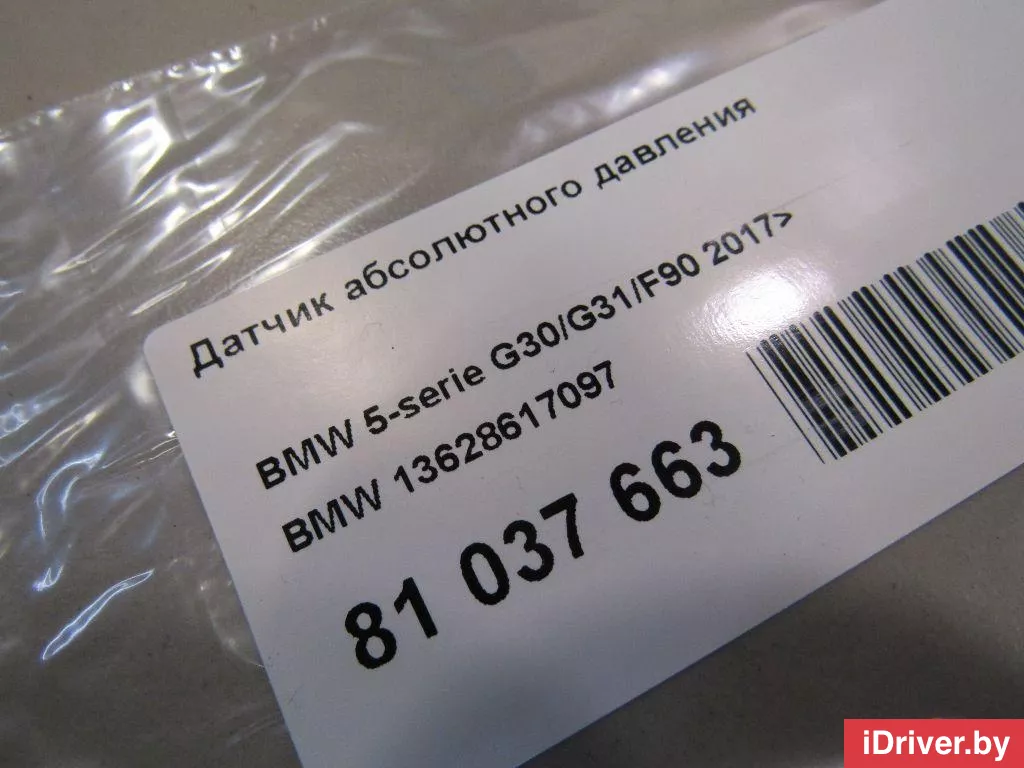 Датчик абсолютного давления
BMW 5-serie G30/G31/F90 2017>
BMW 13628617097
81 037 663
iDriver.by